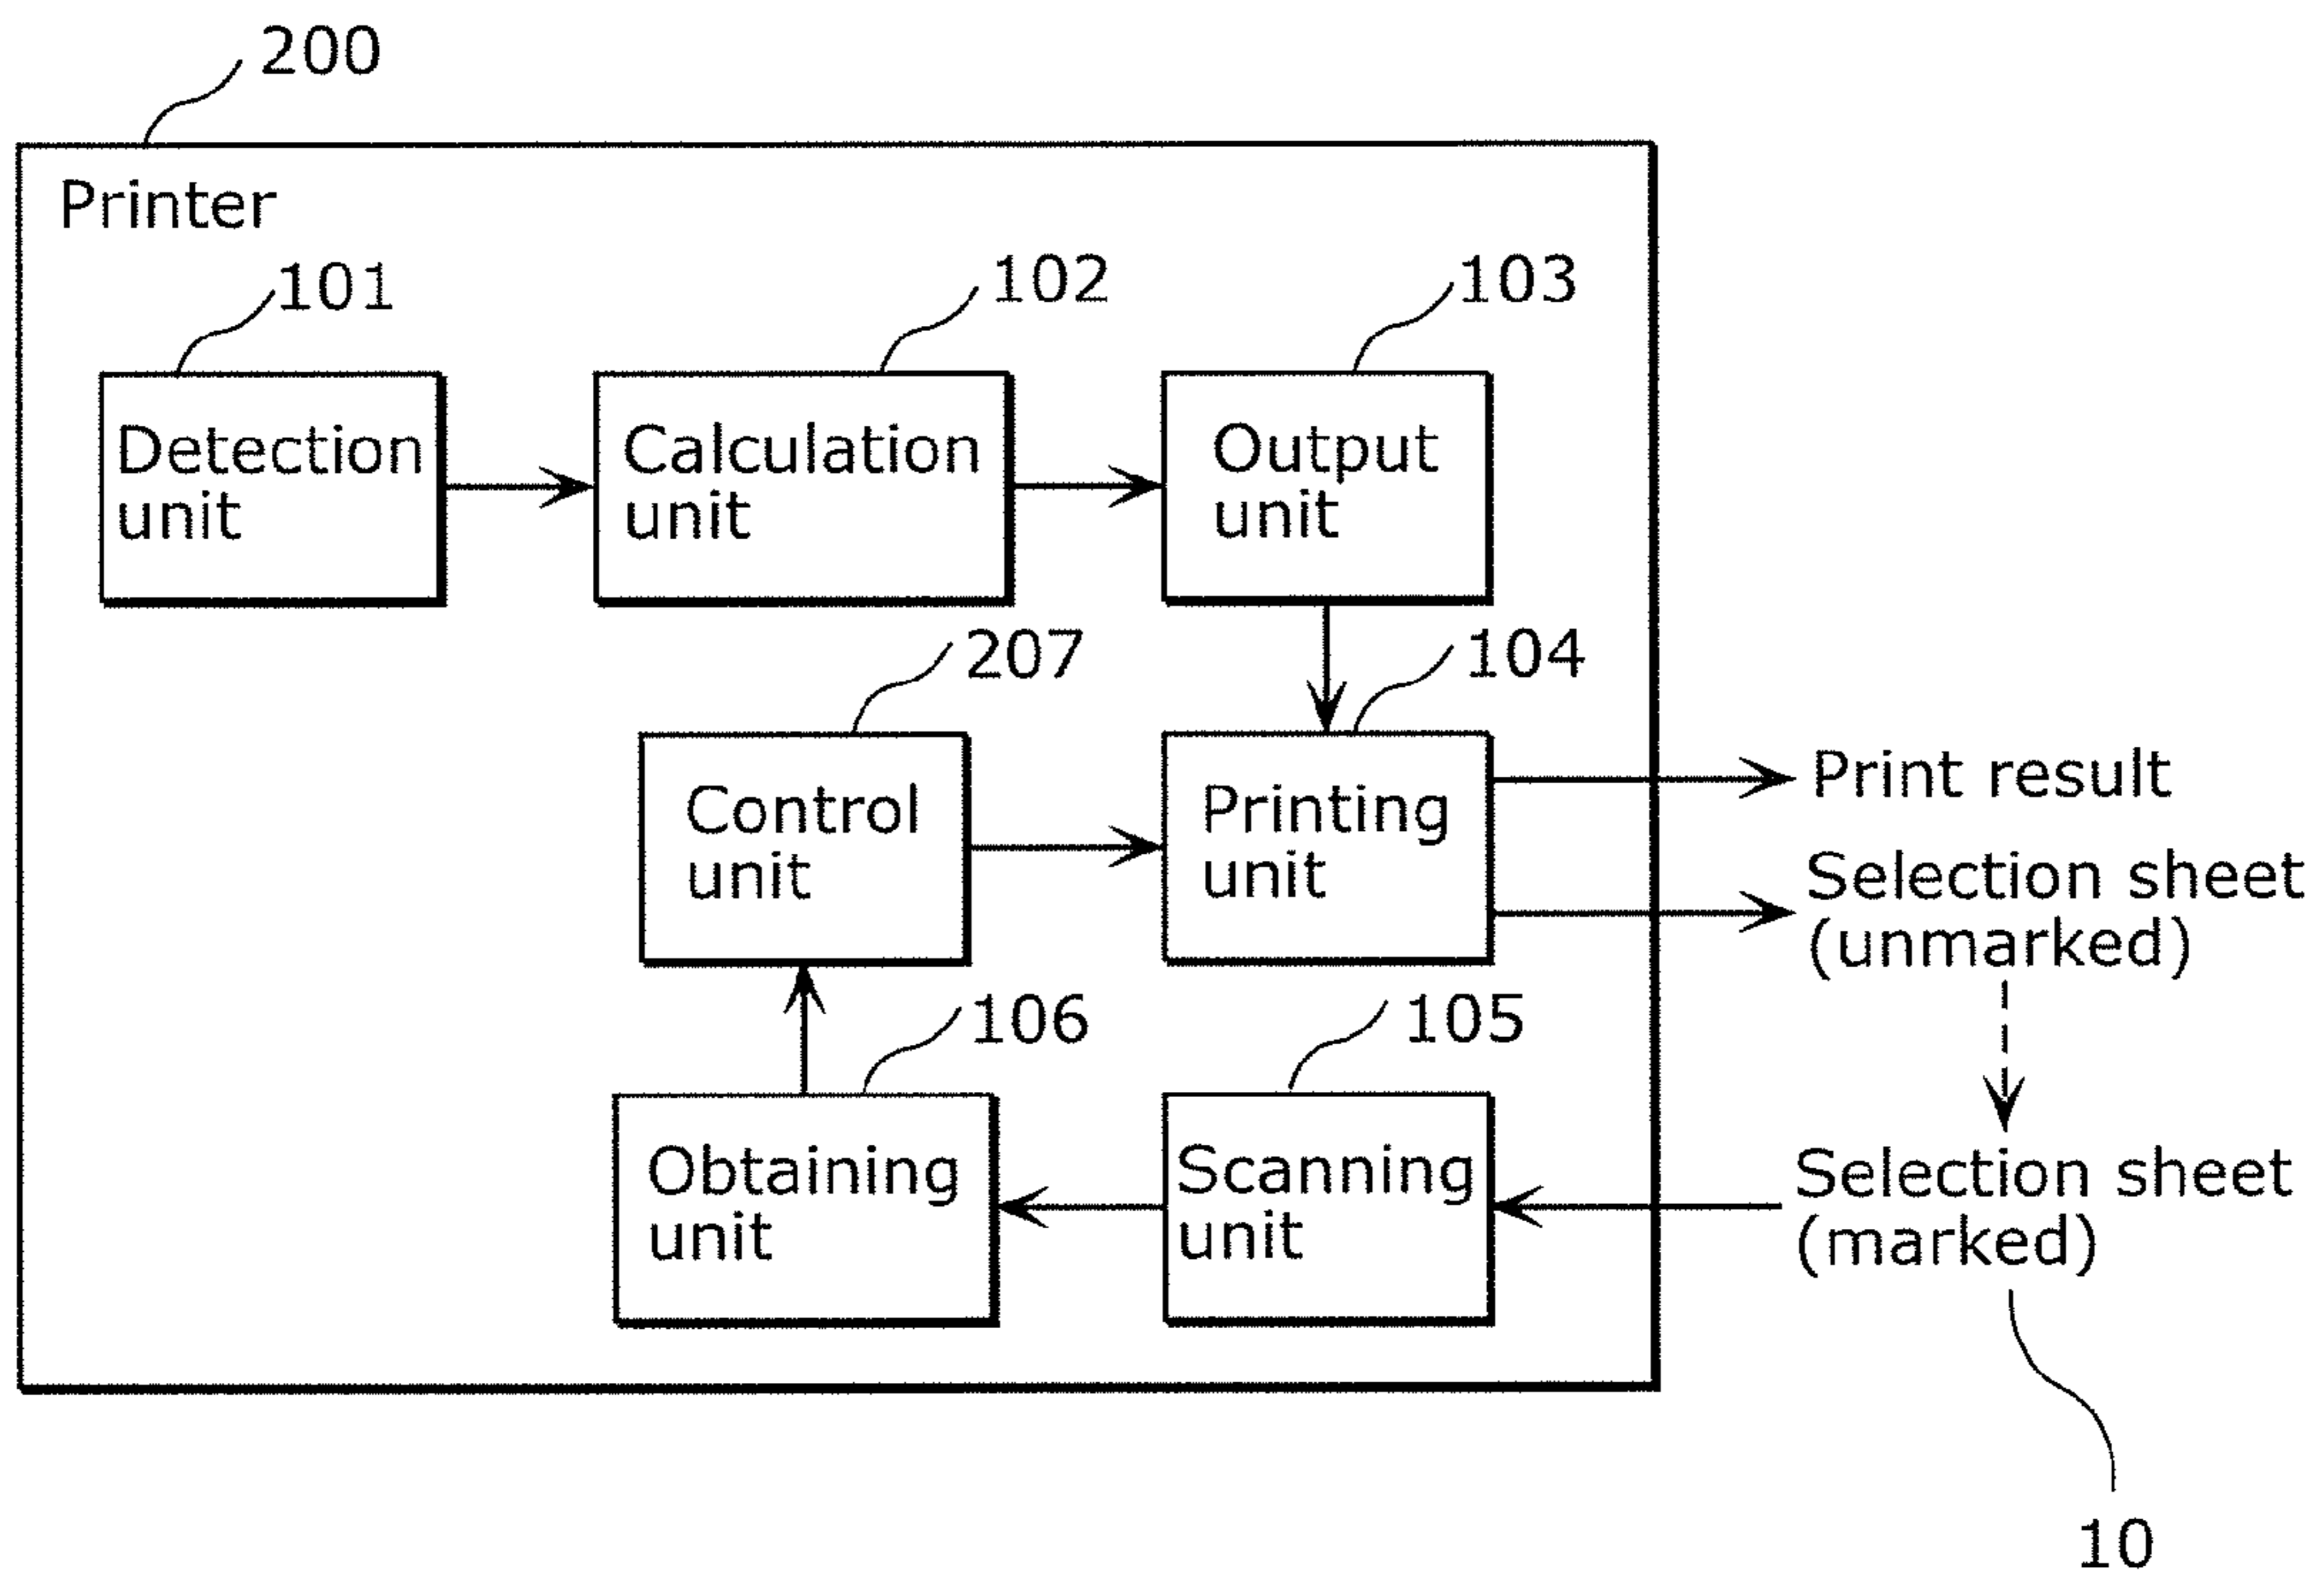 200
Printer
101
102
103
Detection
unit
Calculation
unit
Output
unit
207
104
Control
unit
Printing
unit
Print result
Selection sheet
(unmarked)
106
105
Obtaining
unit
Scanning
unit
Selection sheet
(marked)
10